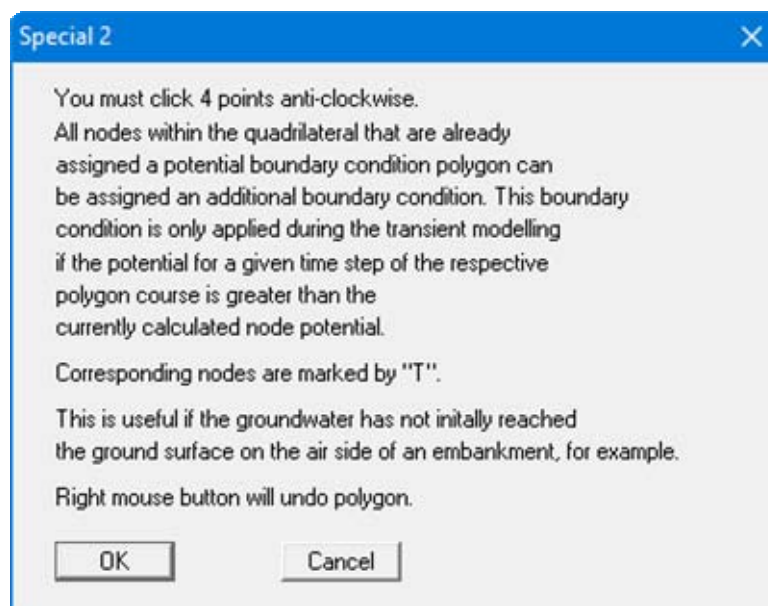 Special 2
You must click 4 points anti-clockwise.
All nodes within the quadrilateral that are already
assigned a potential boundary condition polygon can
be assigned an additional boundary condition. This boundary
condition is only applied during the transient modelling
if the potential for a given time step of the respective
polygon course is greater than the
currently calculated node potential.
Corresponding nodes are marked by "T".
This is useful if the groundwater has not initally reached
the ground surface on the air side of an embankment, for example.
Right mouse button will undo polygon.
OK Cancel